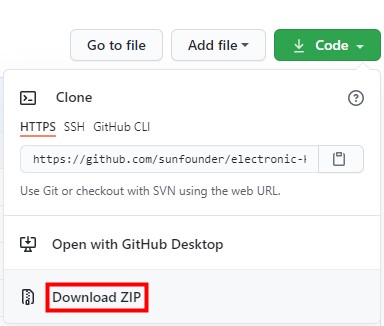 Go to file Add file Code
Clone
HTTPS SSH GitHub CLI
https://github.com/sunfounder/electronic-
Use Git or checkout with SVN using the web URL.
Open with GitHub Desktop
Download ZIP